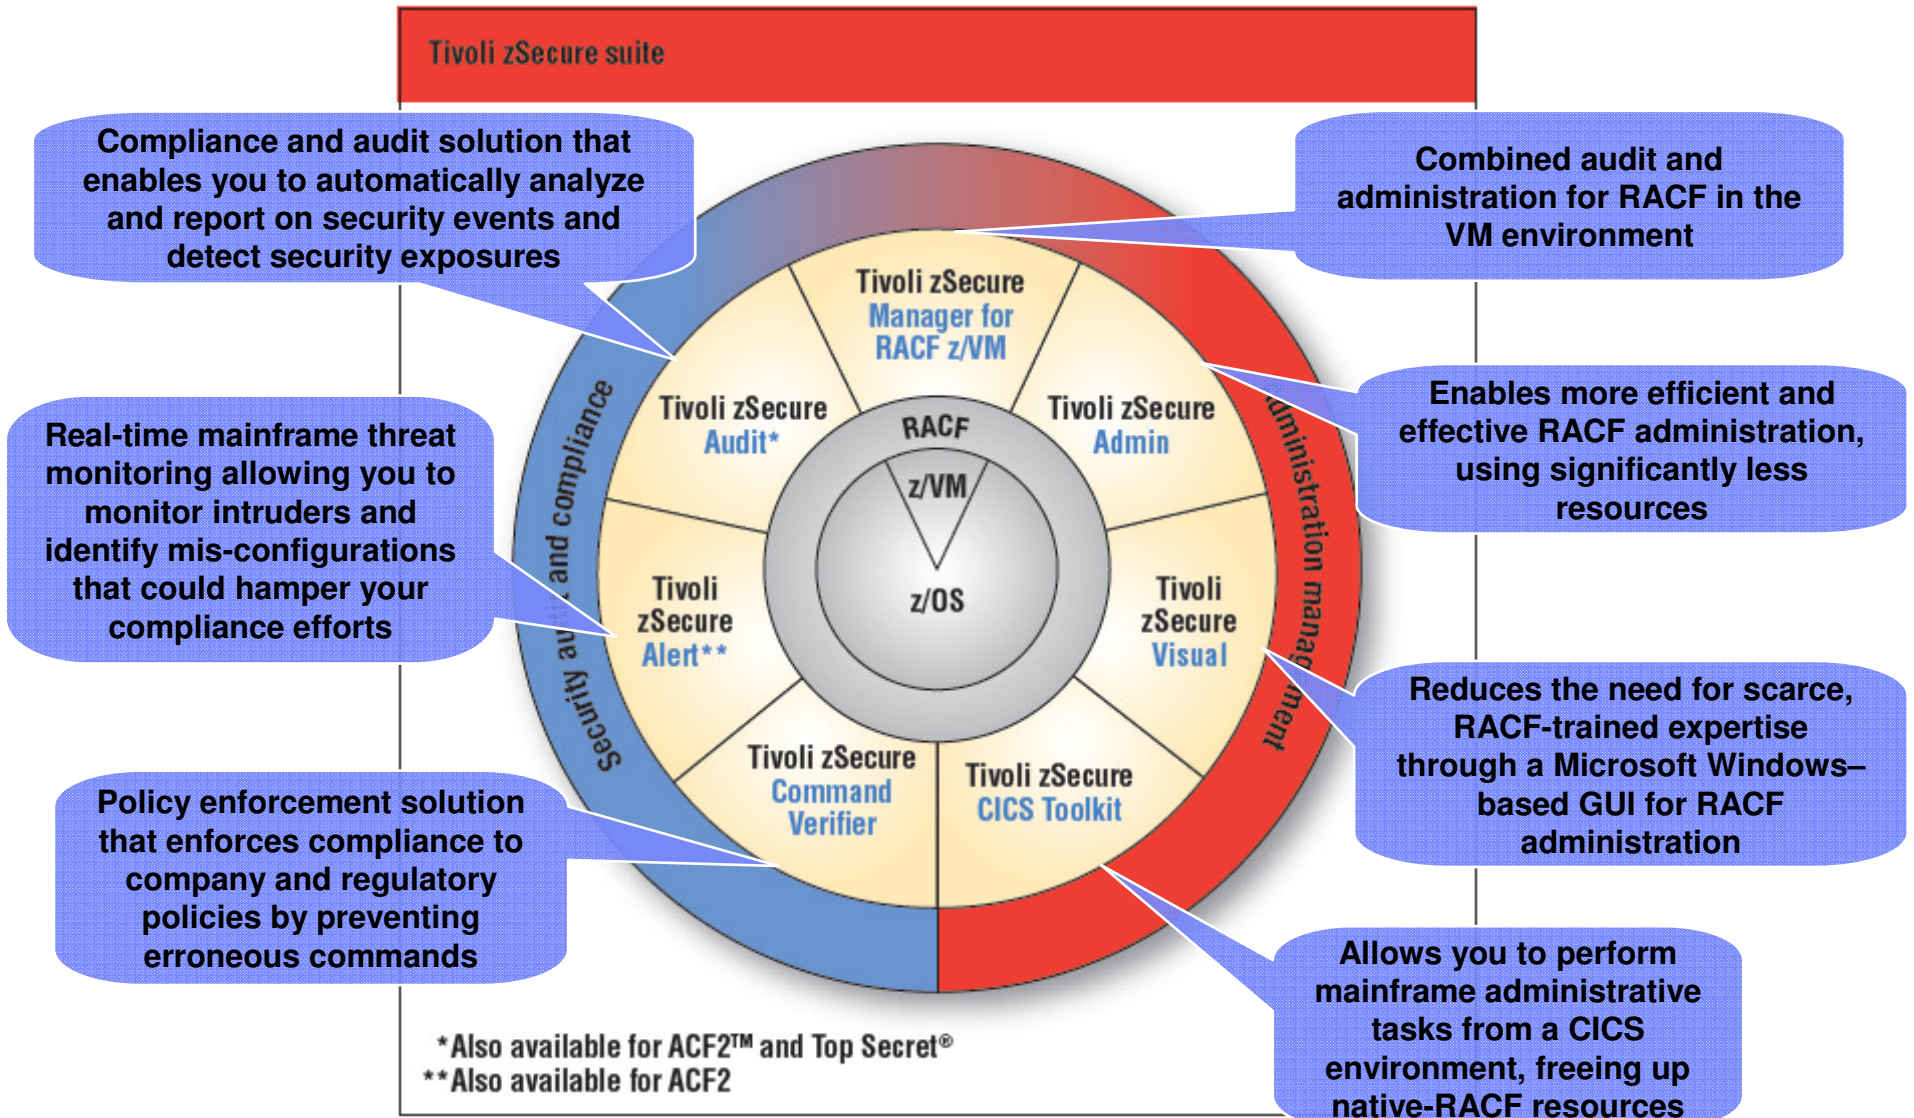 Tivoli zSecure suite
Compliance and audit solution that
enables you to automatically analyze
and report on security events and
detect security exposures
Combined audit and
administration for RACF in the
VM environment
Real-time mainframe threat
monitoring allowing you to
monitor intruders and
identify mis-configurations
that could hamper your
compliance efforts
Enables more efficient and
effective RACF administration,
using significantly less
resources
Policy enforcement solution
that enforces compliance to
company and regulatory
policies by preventing
erroneous commands
Reduces the need for scarce,
RACF-trained expertise
through a Microsoft Windows–
based GUI for RACF
administration
Allows you to perform
mainframe administrative
tasks from a CICS
environment, freeing up
native-RACF resources
Security audit and compliance
Administration management
Tivoli zSecure
Manager for
RACF z/VM
Tivoli zSecure
Audit*
Tivoli zSecure
Admin
Tivoli
zSecure
Alert**
Tivoli
zSecure
Visual
Tivoli zSecure
Command
Verifier
Tivoli zSecure
CICS Toolkit
RACF
z/VM
z/OS
*Also available for ACF2™ and Top Secret®
**Also available for ACF2